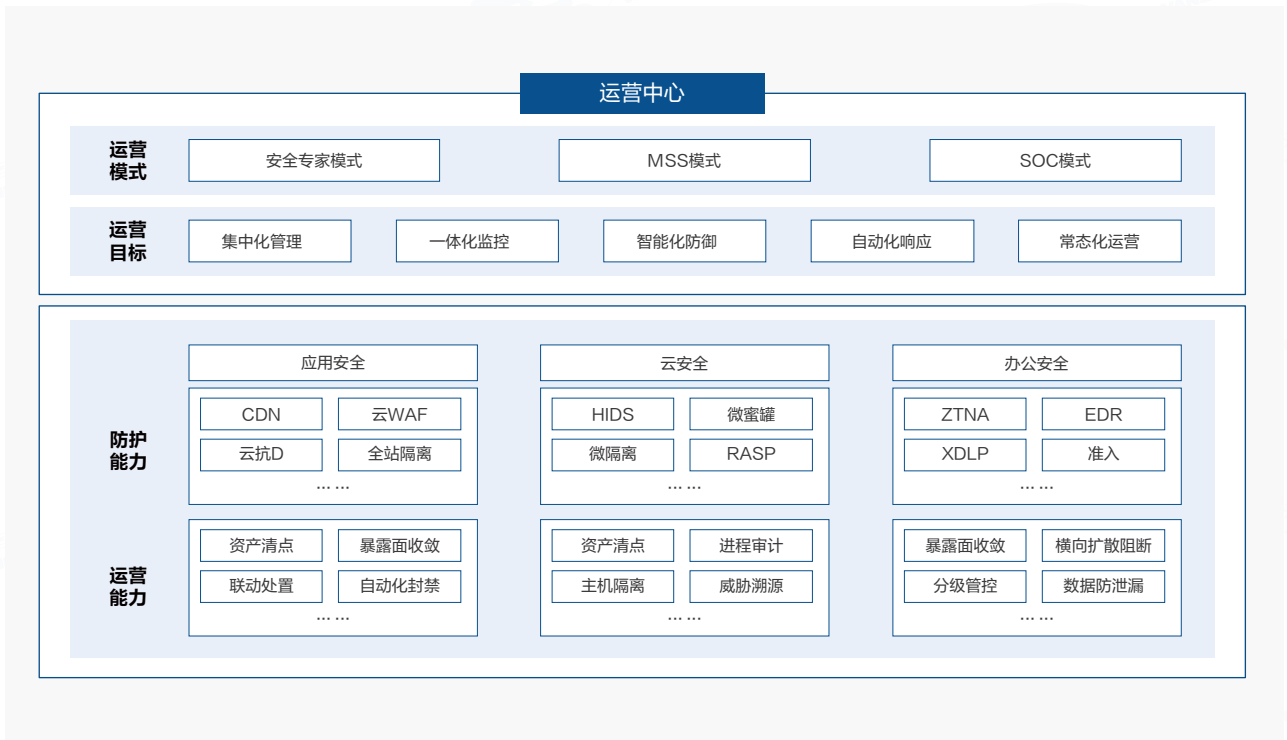 运营中心
运营
模式
安全专家模式
MSS模式
SOC模式
运营
目标
集中化管理
一体化监控
智能化防御
自动化响应
常态化运营
防护
能力
应用安全
云安全
办公安全
CDN
云WAF
云抗D
全站隔离
... ...
HIDS
微蜜罐
微隔离
RASP
... ...
ZTNA
EDR
XDLP
准入
... ...
运营
能力
资产清点
暴露面收敛
联动处置
自动化封禁
... ...
资产清点
进程审计
主机隔离
威胁溯源
... ...
暴露面收敛
横向扩散阻断
分级管控
数据防泄漏
... ...